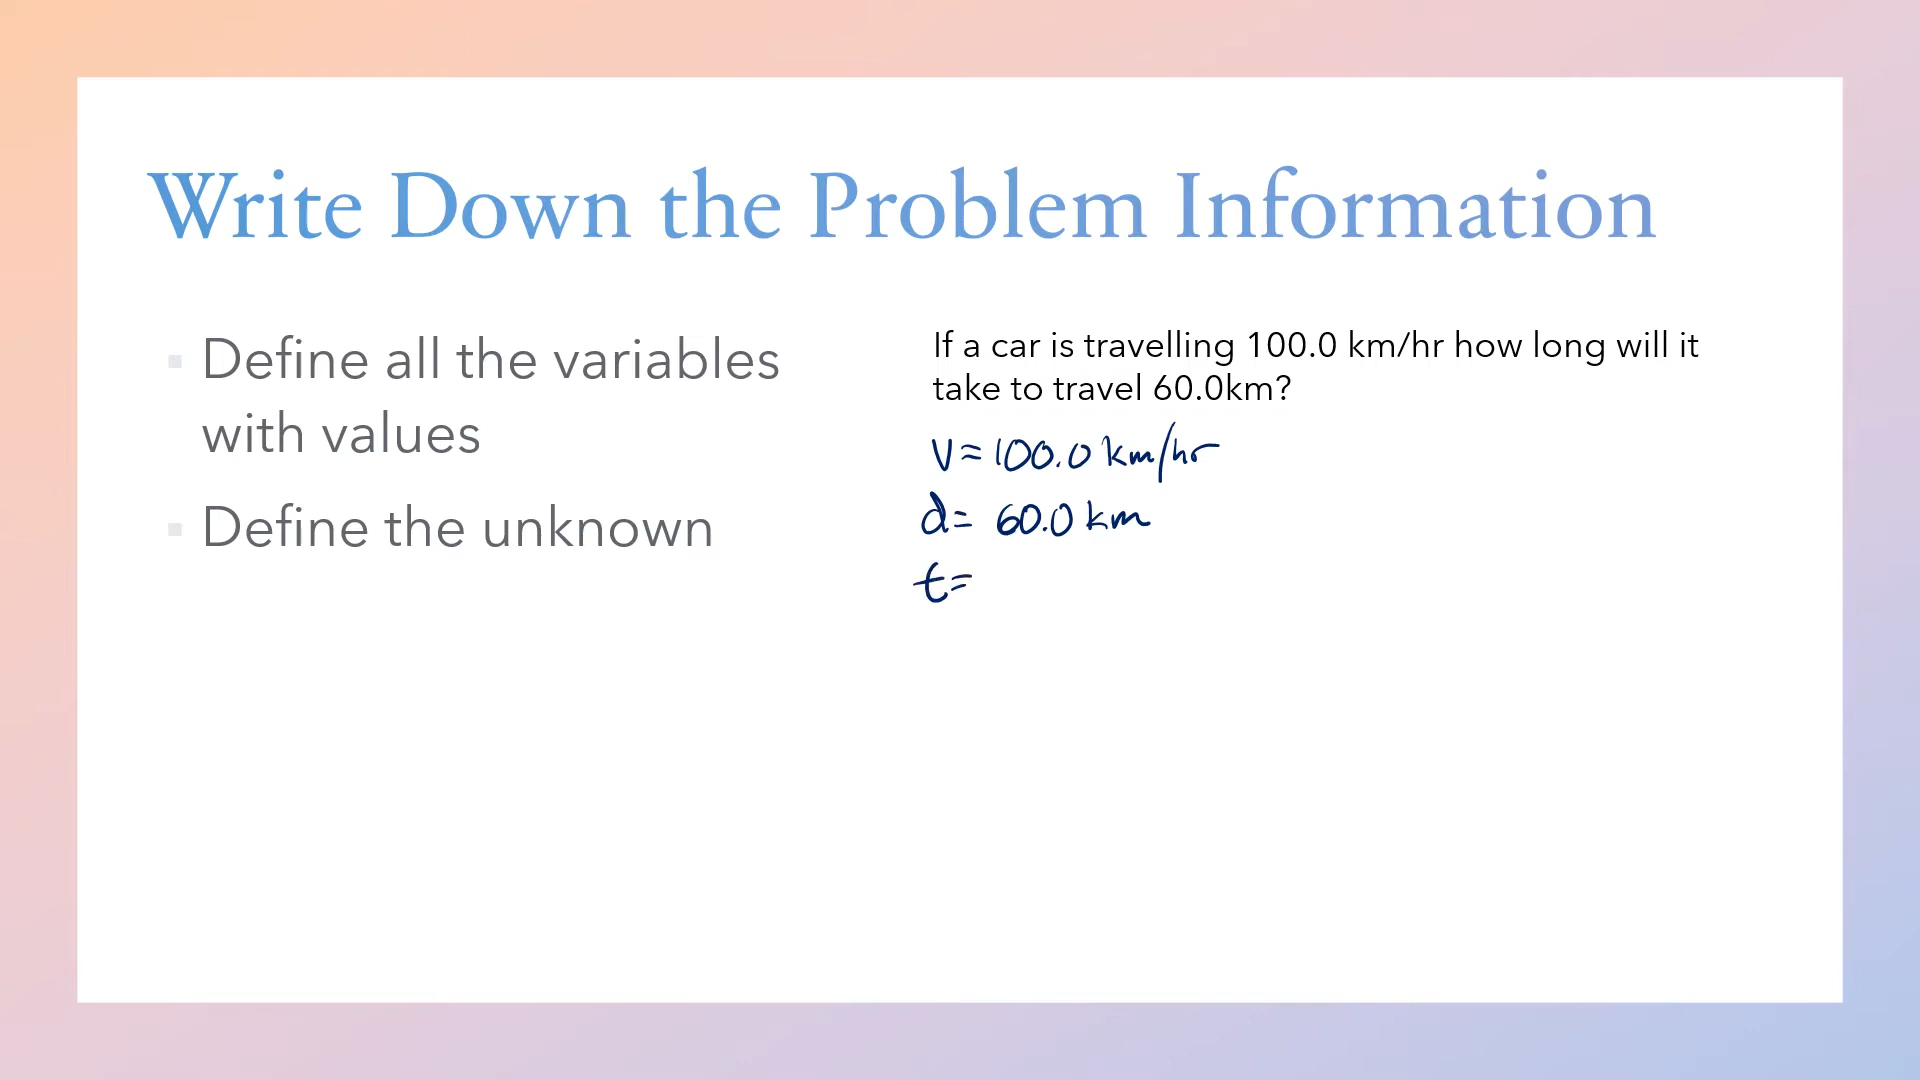 Write Down the Problem Information
Define all the variables
with values
Define the unknown
If a car is travelling 100.0 km/hr how long will it
take to travel 60.0km?
v = 100.0 km/hr
d = 60.0 km
t =